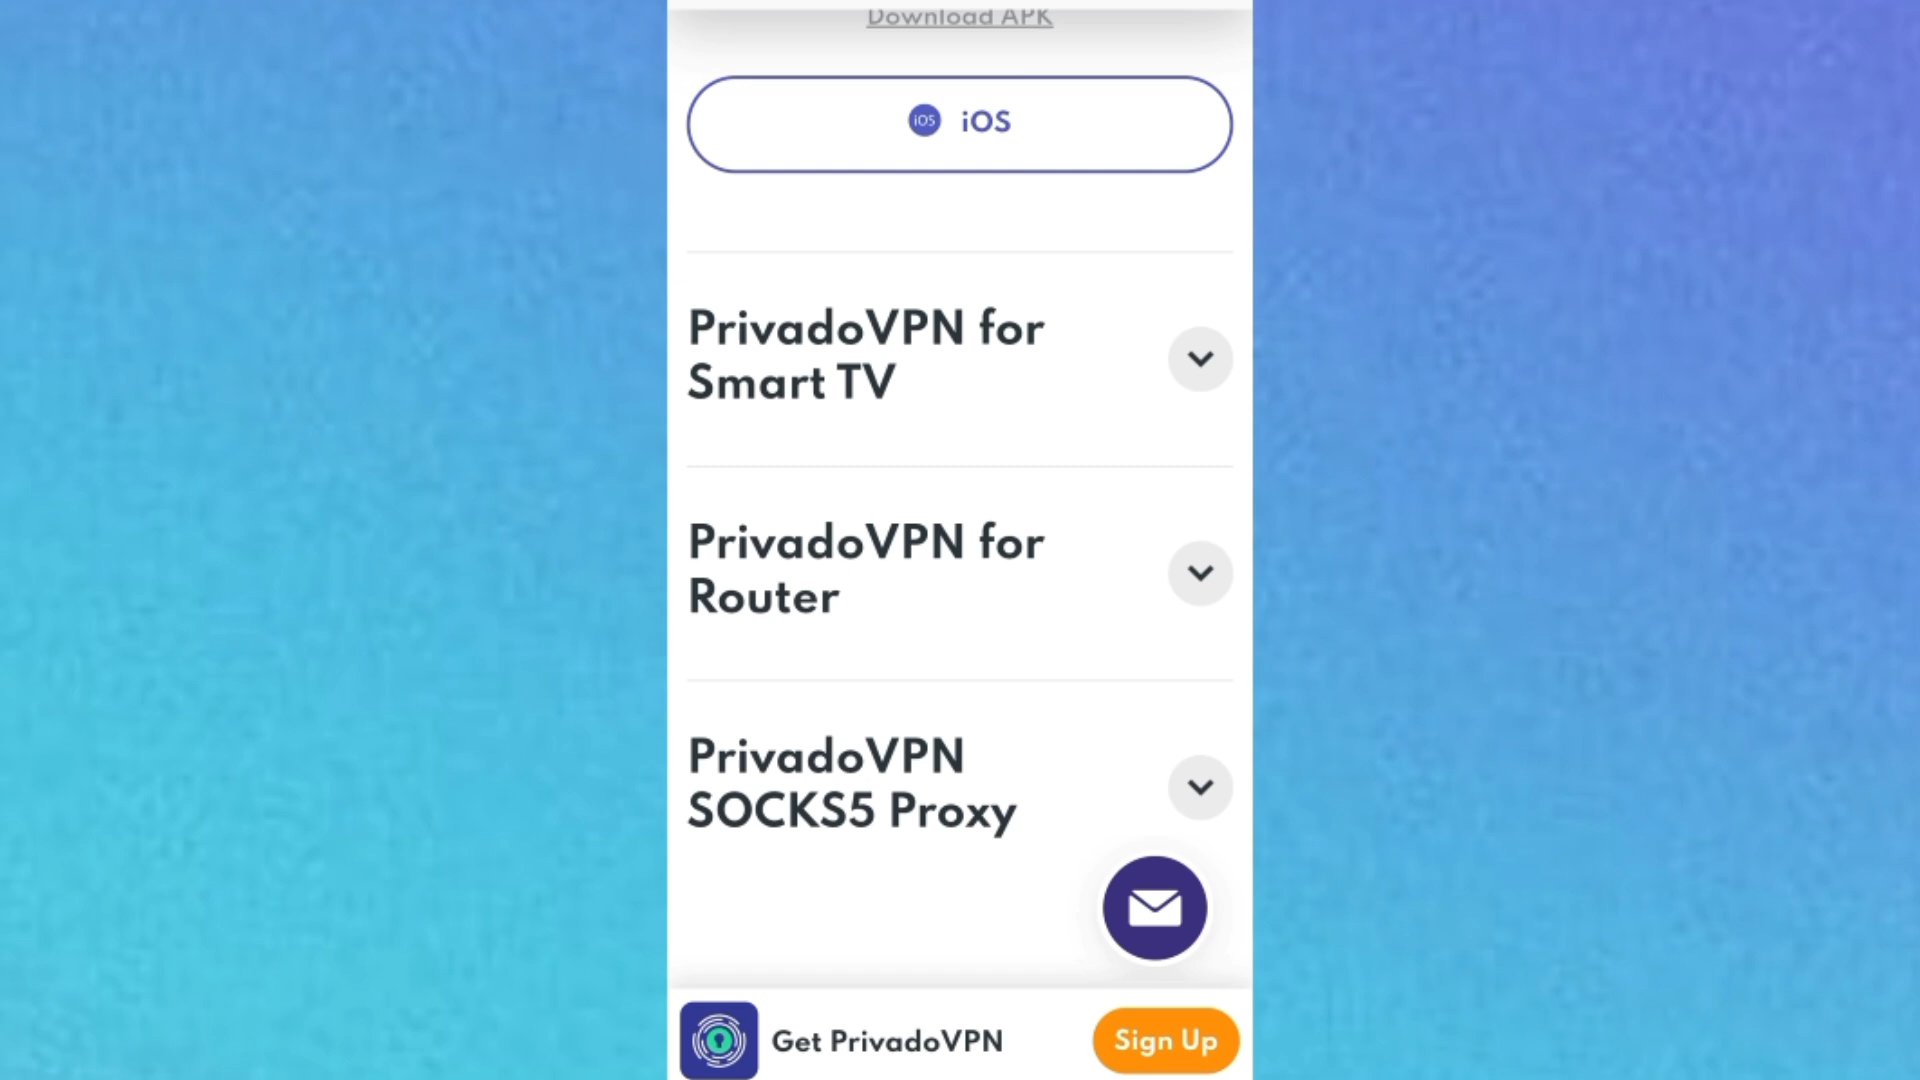 Download APK
iOS iOS
PrivadoVPN for
Smart TV
PrivadoVPN for
Router
PrivadoVPN
SOCKS5 Proxy
Get PrivadoVPN
Sign Up